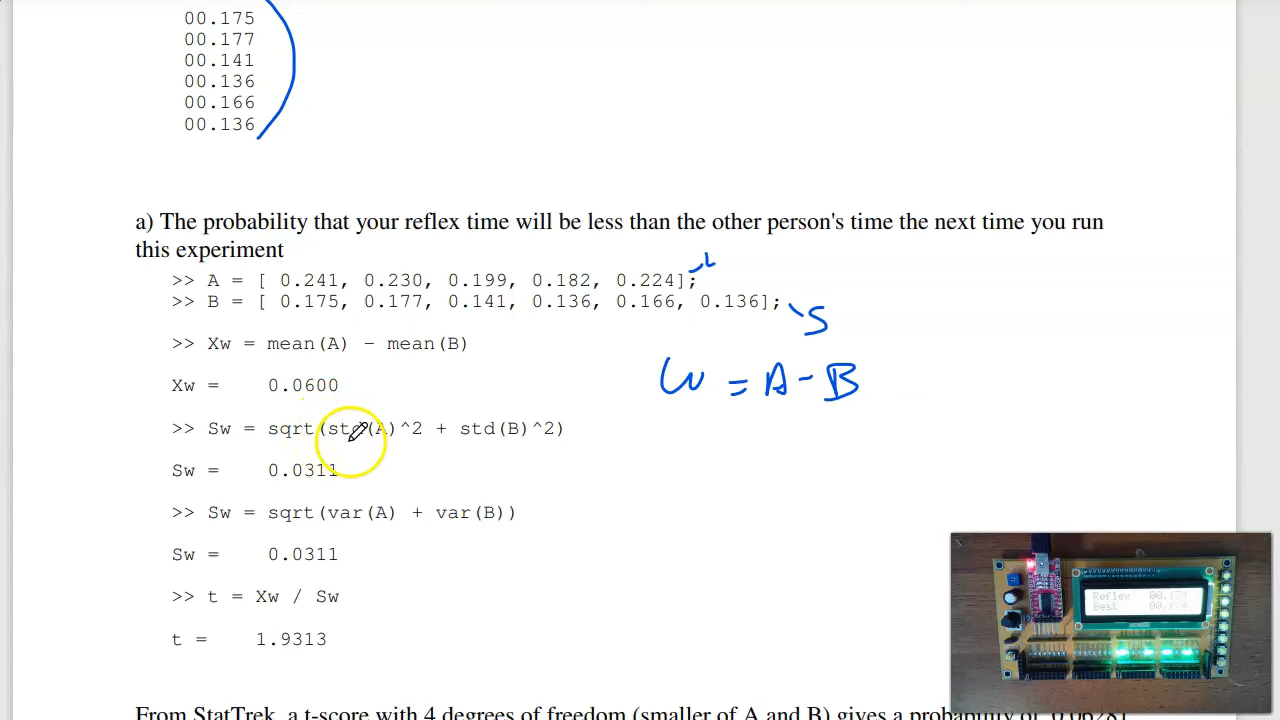 00.175
00.177
00.141
00.136
00.166
00.136
a) The probability that your reflex time will be less than the other person's time the next time you run
this experiment
>> A = [ 0.241, 0.230, 0.199, 0.182, 0.224];
>> B = [ 0.175, 0.177, 0.141, 0.136, 0.166, 0.136];
S
>> Xw = mean(A) - mean(B)
W = A - B
Xw = 0.0600
>> Sw = sqrt(std(A)^2 + std(B)^2)
Sw = 0.0311
>> Sw = sqrt(var(A) + var(B))
Sw = 0.0311
>> t = Xw / Sw
t = 1.9313
Reflex
Best
From StatTrek, a t-score with 4 degrees of freedom (smaller of A and B) gives a probability of 0.0628)